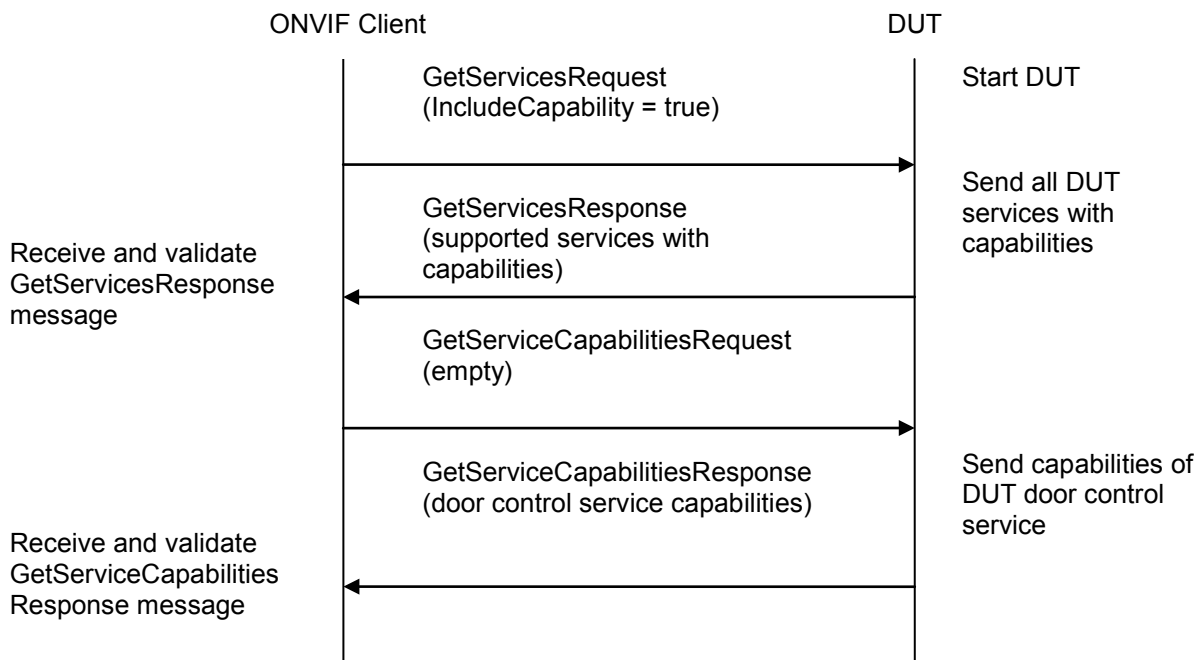 ONVIF Client
DUT
GetServicesRequest
(IncludeCapability = true)
Start DUT
Send all DUT
services with
capabilities
GetServicesResponse
(supported services with
capabilities)
Receive and validate
GetServicesResponse
message
GetServiceCapabilitiesRequest
(empty)
Send capabilities of
DUT door control
service
GetServiceCapabilitiesResponse
(door control service capabilities)
Receive and validate
GetServiceCapabilities
Response message